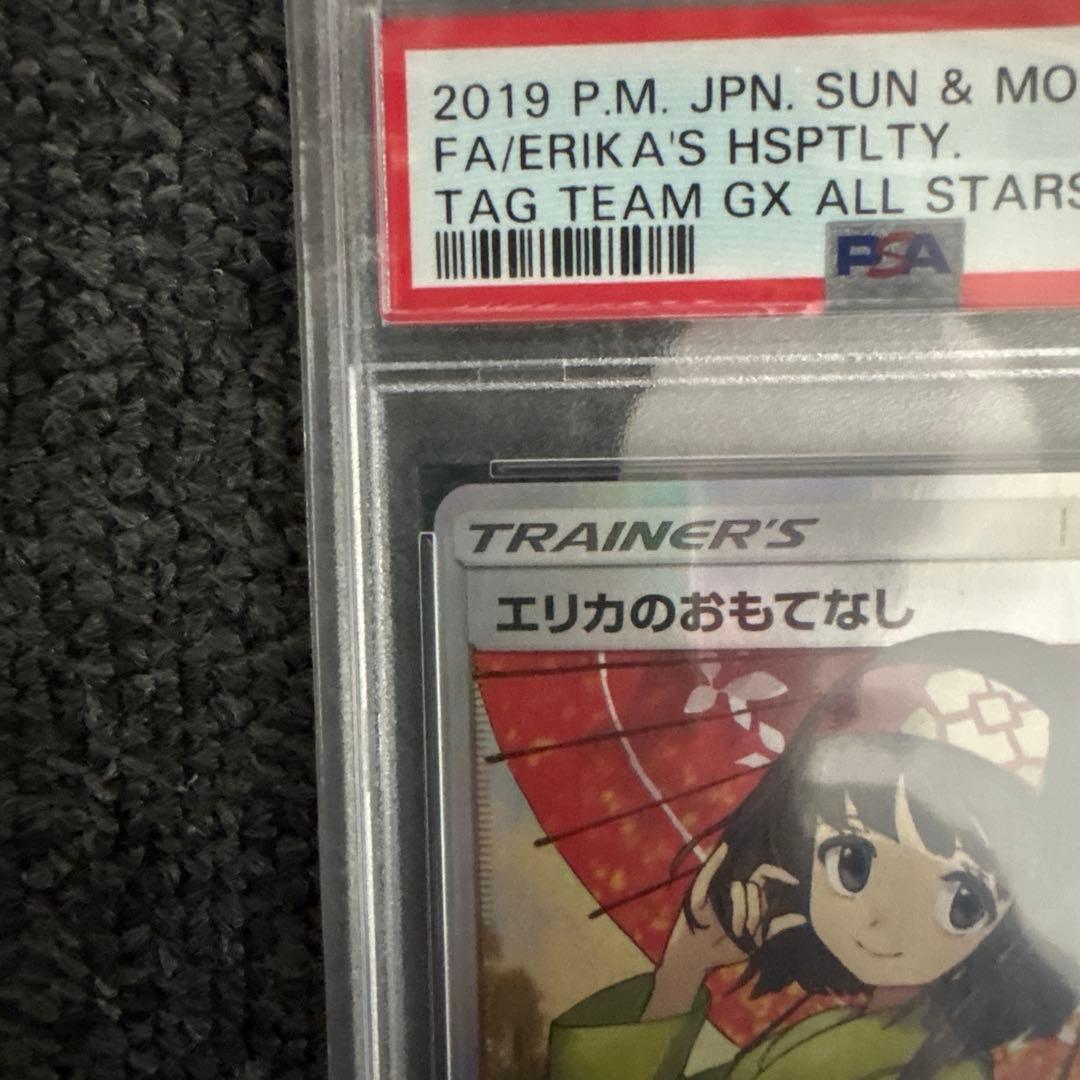 2019 P.M. JPN. SUN & MO
FA/ERIKA'S HSPTLTY.
TAG TEAM GX ALL STARS
PSA
TRAINER'S
エリカのおもてなし